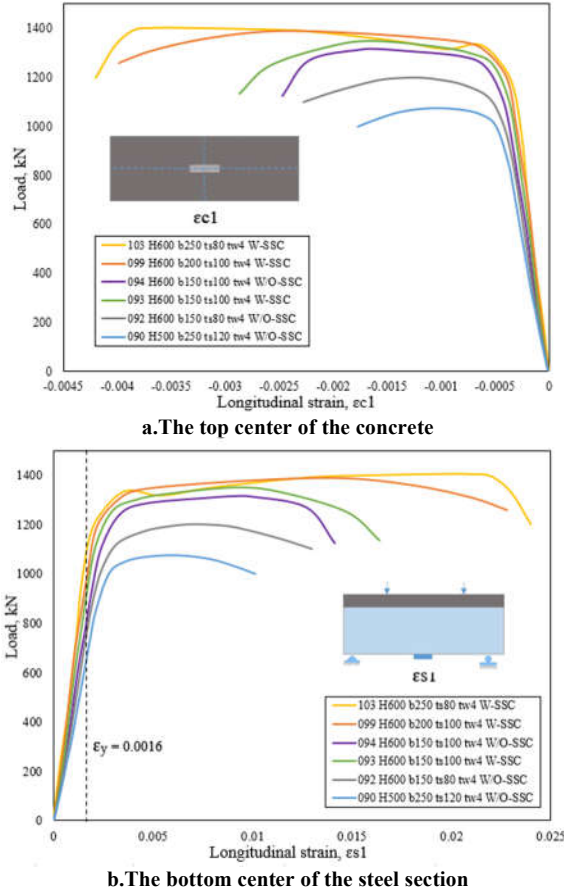 1400
1200
1000
800
600
400
200
0
Load, kN
εc1
103 H600 b250 ts80 tw4 W-SSC
099 H600 b200 ts100 tw4 W-SSC
094 H600 b150 ts100 tw4 W/O-SSC
093 H600 b150 ts100 tw4 W-SSC
092 H600 b150 ts80 tw4 W/O-SSC
090 H500 b250 ts120 tw4 W/O-SSC
-0.0045 -0.004 -0.0035 -0.003 -0.0025 -0.002 -0.0015 -0.001 -0.0005 0
Longitudinal strain, εc1
a.The top center of the concrete
1400
1200
1000
800
600
400
200
0
Load, kN
εs1
103 H600 b250 ts80 tw4 W-SSC
099 H600 b200 ts100 tw4 W-SSC
094 H600 b150 ts100 tw4 W/O-SSC
093 H600 b150 ts100 tw4 W-SSC
092 H600 b150 ts80 tw4 W/O-SSC
090 H500 b250 ts120 tw4 W/O-SSC
εy = 0.0016
0 0.005 0.01 0.015 0.02 0.025
Longitudinal strain, εs1
b.The bottom center of the steel section